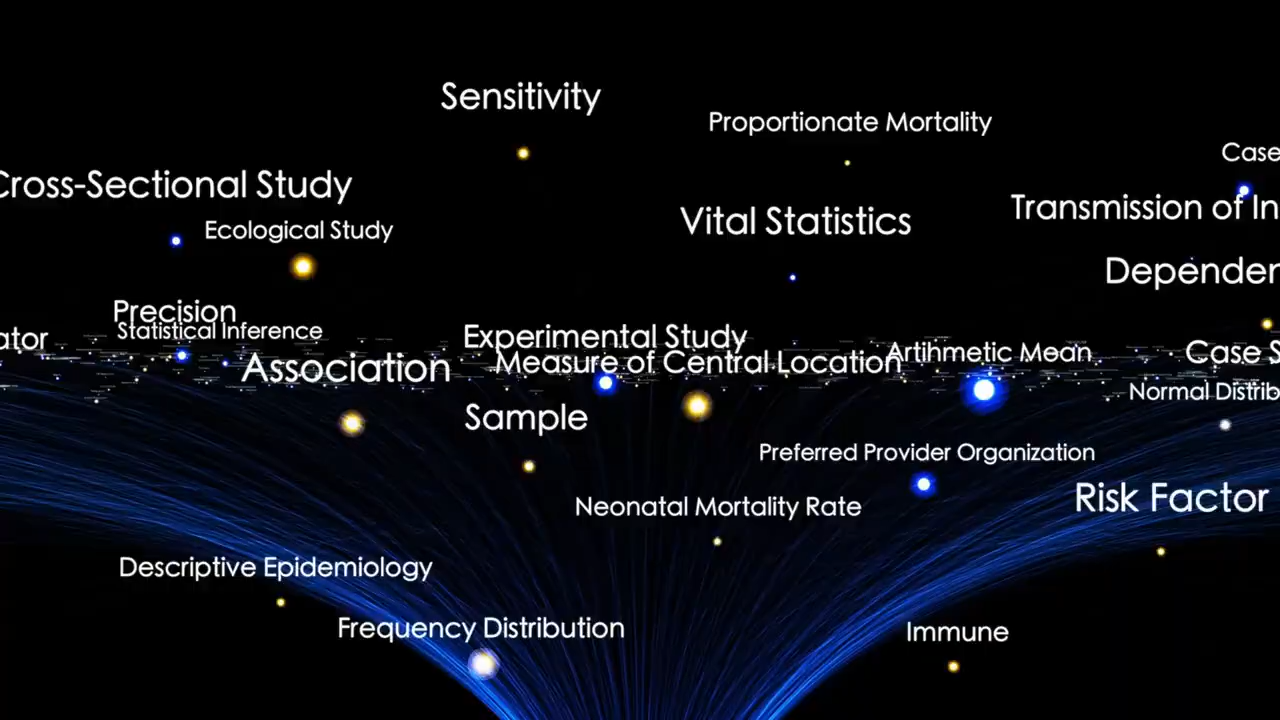 Sensitivity
Proportionate Mortality
Case
Cross-Sectional Study
Transmission of In
Vital Statistics
Ecological Study
Dependen
Precision
Statistical Inference
ator
Experimental Study
Measure of Central Location
Artihmetic Mean
Case S
Association
Normal Distrib
Sample
Preferred Provider Organization
Risk Factor
Neonatal Mortality Rate
Descriptive Epidemiology
Frequency Distribution
Immune